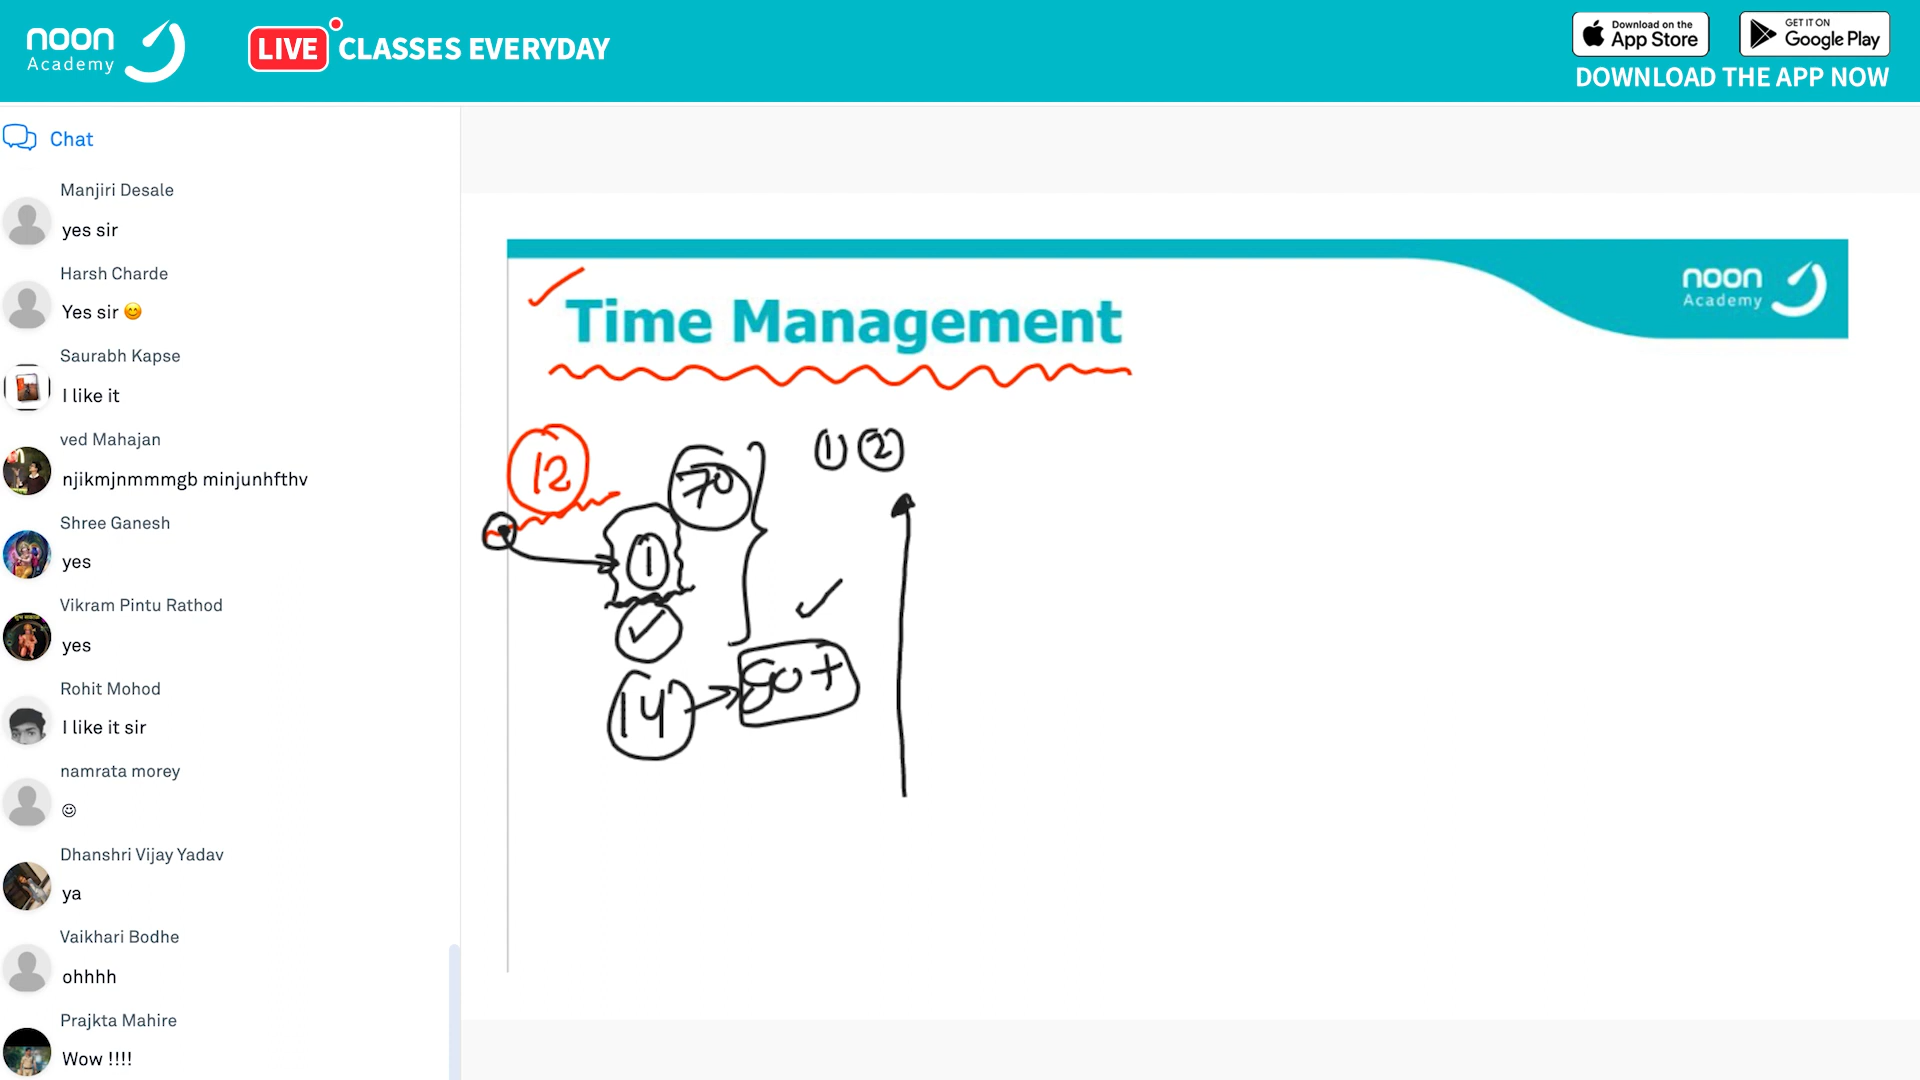 noon
Academy
LIVE CLASSES EVERYDAY
Download on the
App Store
GET IT ON
Google Play
DOWNLOAD THE APP NOW
Chat
Manjiri Desale
yes sir
Harsh Charde
Yes sir 😊
Saurabh Kapse
I like it
ved Mahajan
njikmjnmmmgb minjunhfthv
Shree Ganesh
yes
Vikram Pintu Rathod
yes
Rohit Mohod
I like it sir
namrata morey
☺
Dhanshri Vijay Yadav
ya
Vaikhari Bodhe
ohhhh
Prajkta Mahire
Wow !!!!
noon
Academy
Time Management
12
70
1 2
1
14 → 80+